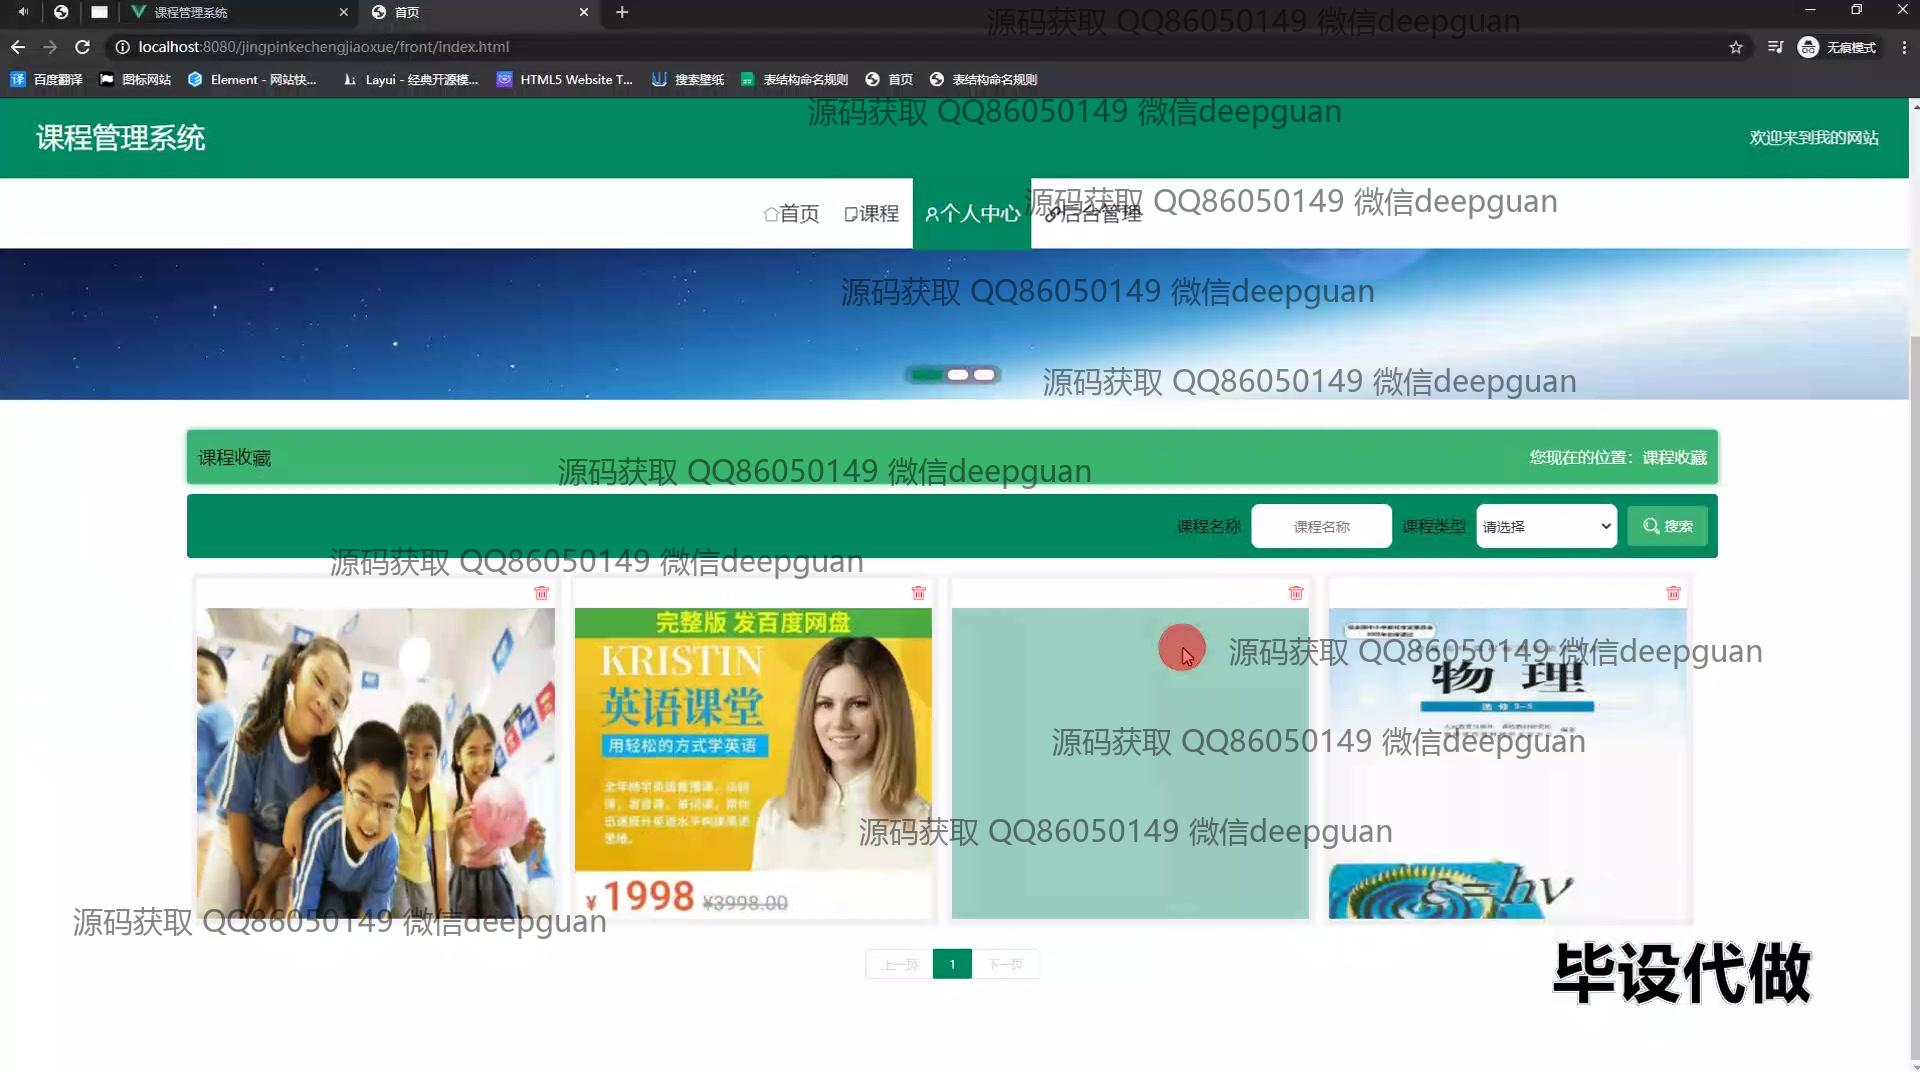 课程管理系统
首页
源码获取 QQ86050149 微信deepguan
localhost:8080/jingpinkechengjiaoxue/front/index.html
无痕模式
百度翻译
图标网站
Element - 网站快...
Layui - 经典开源模...
HTML5 Website T...
搜索壁纸
表结构命名规则
首页
表结构命名规则
源码获取 QQ86050149 微信deepguan
课程管理系统
欢迎来到我的网站
源码获取 QQ86050149 微信deepguan
首页
课程
个人中心
后台管理
源码获取 QQ86050149 微信deepguan
源码获取 QQ86050149 微信deepguan
课程收藏
您现在的位置：课程收藏
源码获取 QQ86050149 微信deepguan
课程名称
课程名称
课程类型
请选择
搜索
源码获取 QQ86050149 微信deepguan
完整版 发百度网盘
KRISTIN
英语课堂
用轻松的方式学英语
¥1998 ¥3998.00
源码获取 QQ86050149 微信deepguan
物理
选修 3-5
ε=hν
源码获取 QQ86050149 微信deepguan
源码获取 QQ86050149 微信deepguan
源码获取 QQ86050149 微信deepguan
上一页
1
下一页
毕设代做